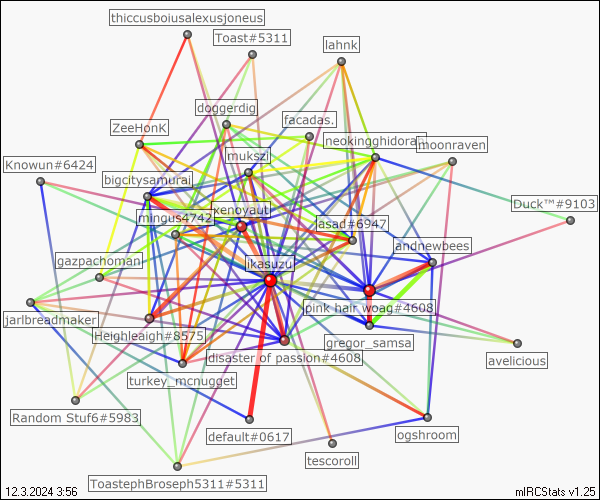 thiccusboiusalexusjoneus
Toast#5311
lahnk
doggerdig
facadas.
ZeeHonK
neokingghidorah
moonraven
mukszi
Knowun#6424
bigcitysamurai
Duck™#9103
mingus4742
xenoyaut
asad#6947
andnewbees
gazpachoman
ikasuzu
pink hair woag#4608
jarlbreadmaker
Heighleaigh#8575
gregor_samsa
disaster of passion#4608
avelicious
turkey_mcnugget
Random Stuf6#5983
default#0617
ogshroom
tescoroll
ToastephBroseph5311#5311
12.3.2024 3:56
mIRCStats v1.25